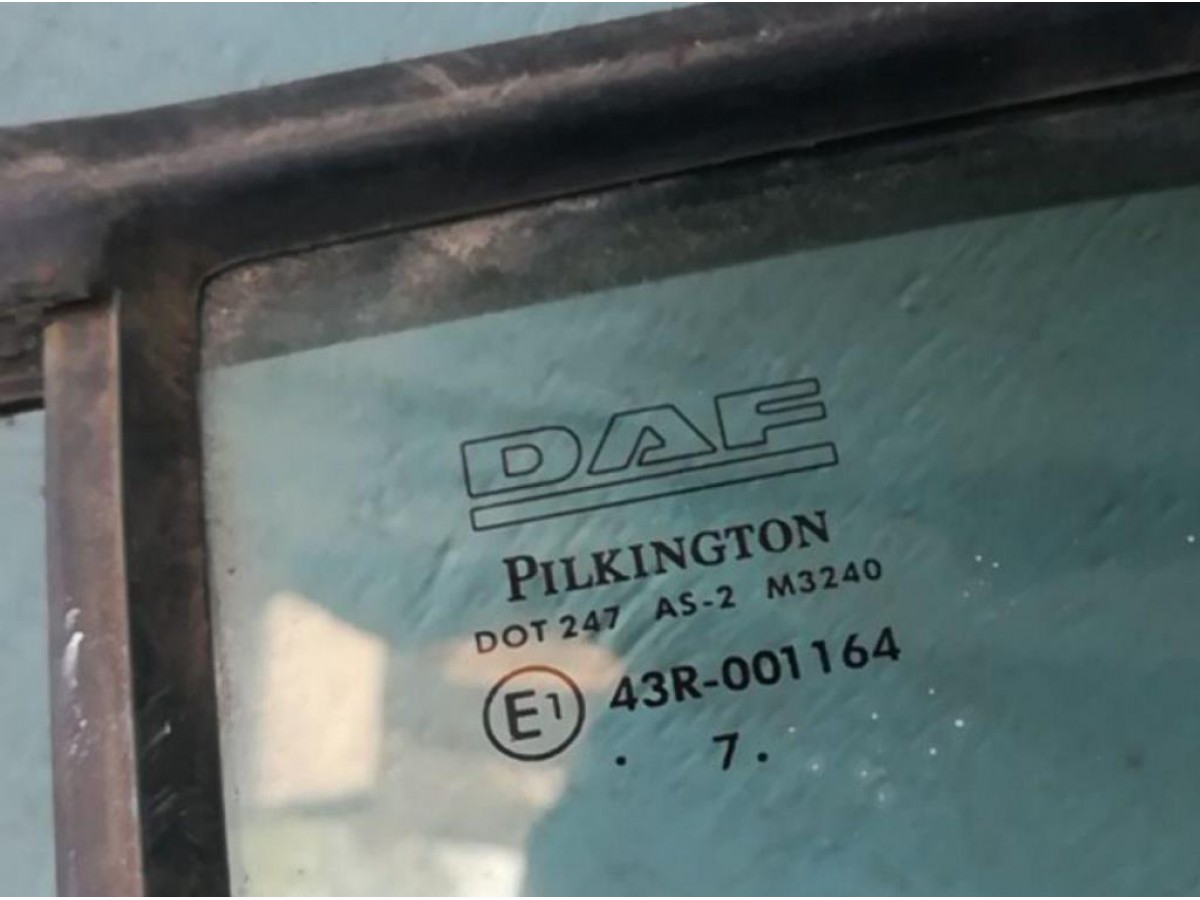 DAF
PILKINGTON
DOT 247 AS-2 M3240
E1 43R-001164
. 7 .